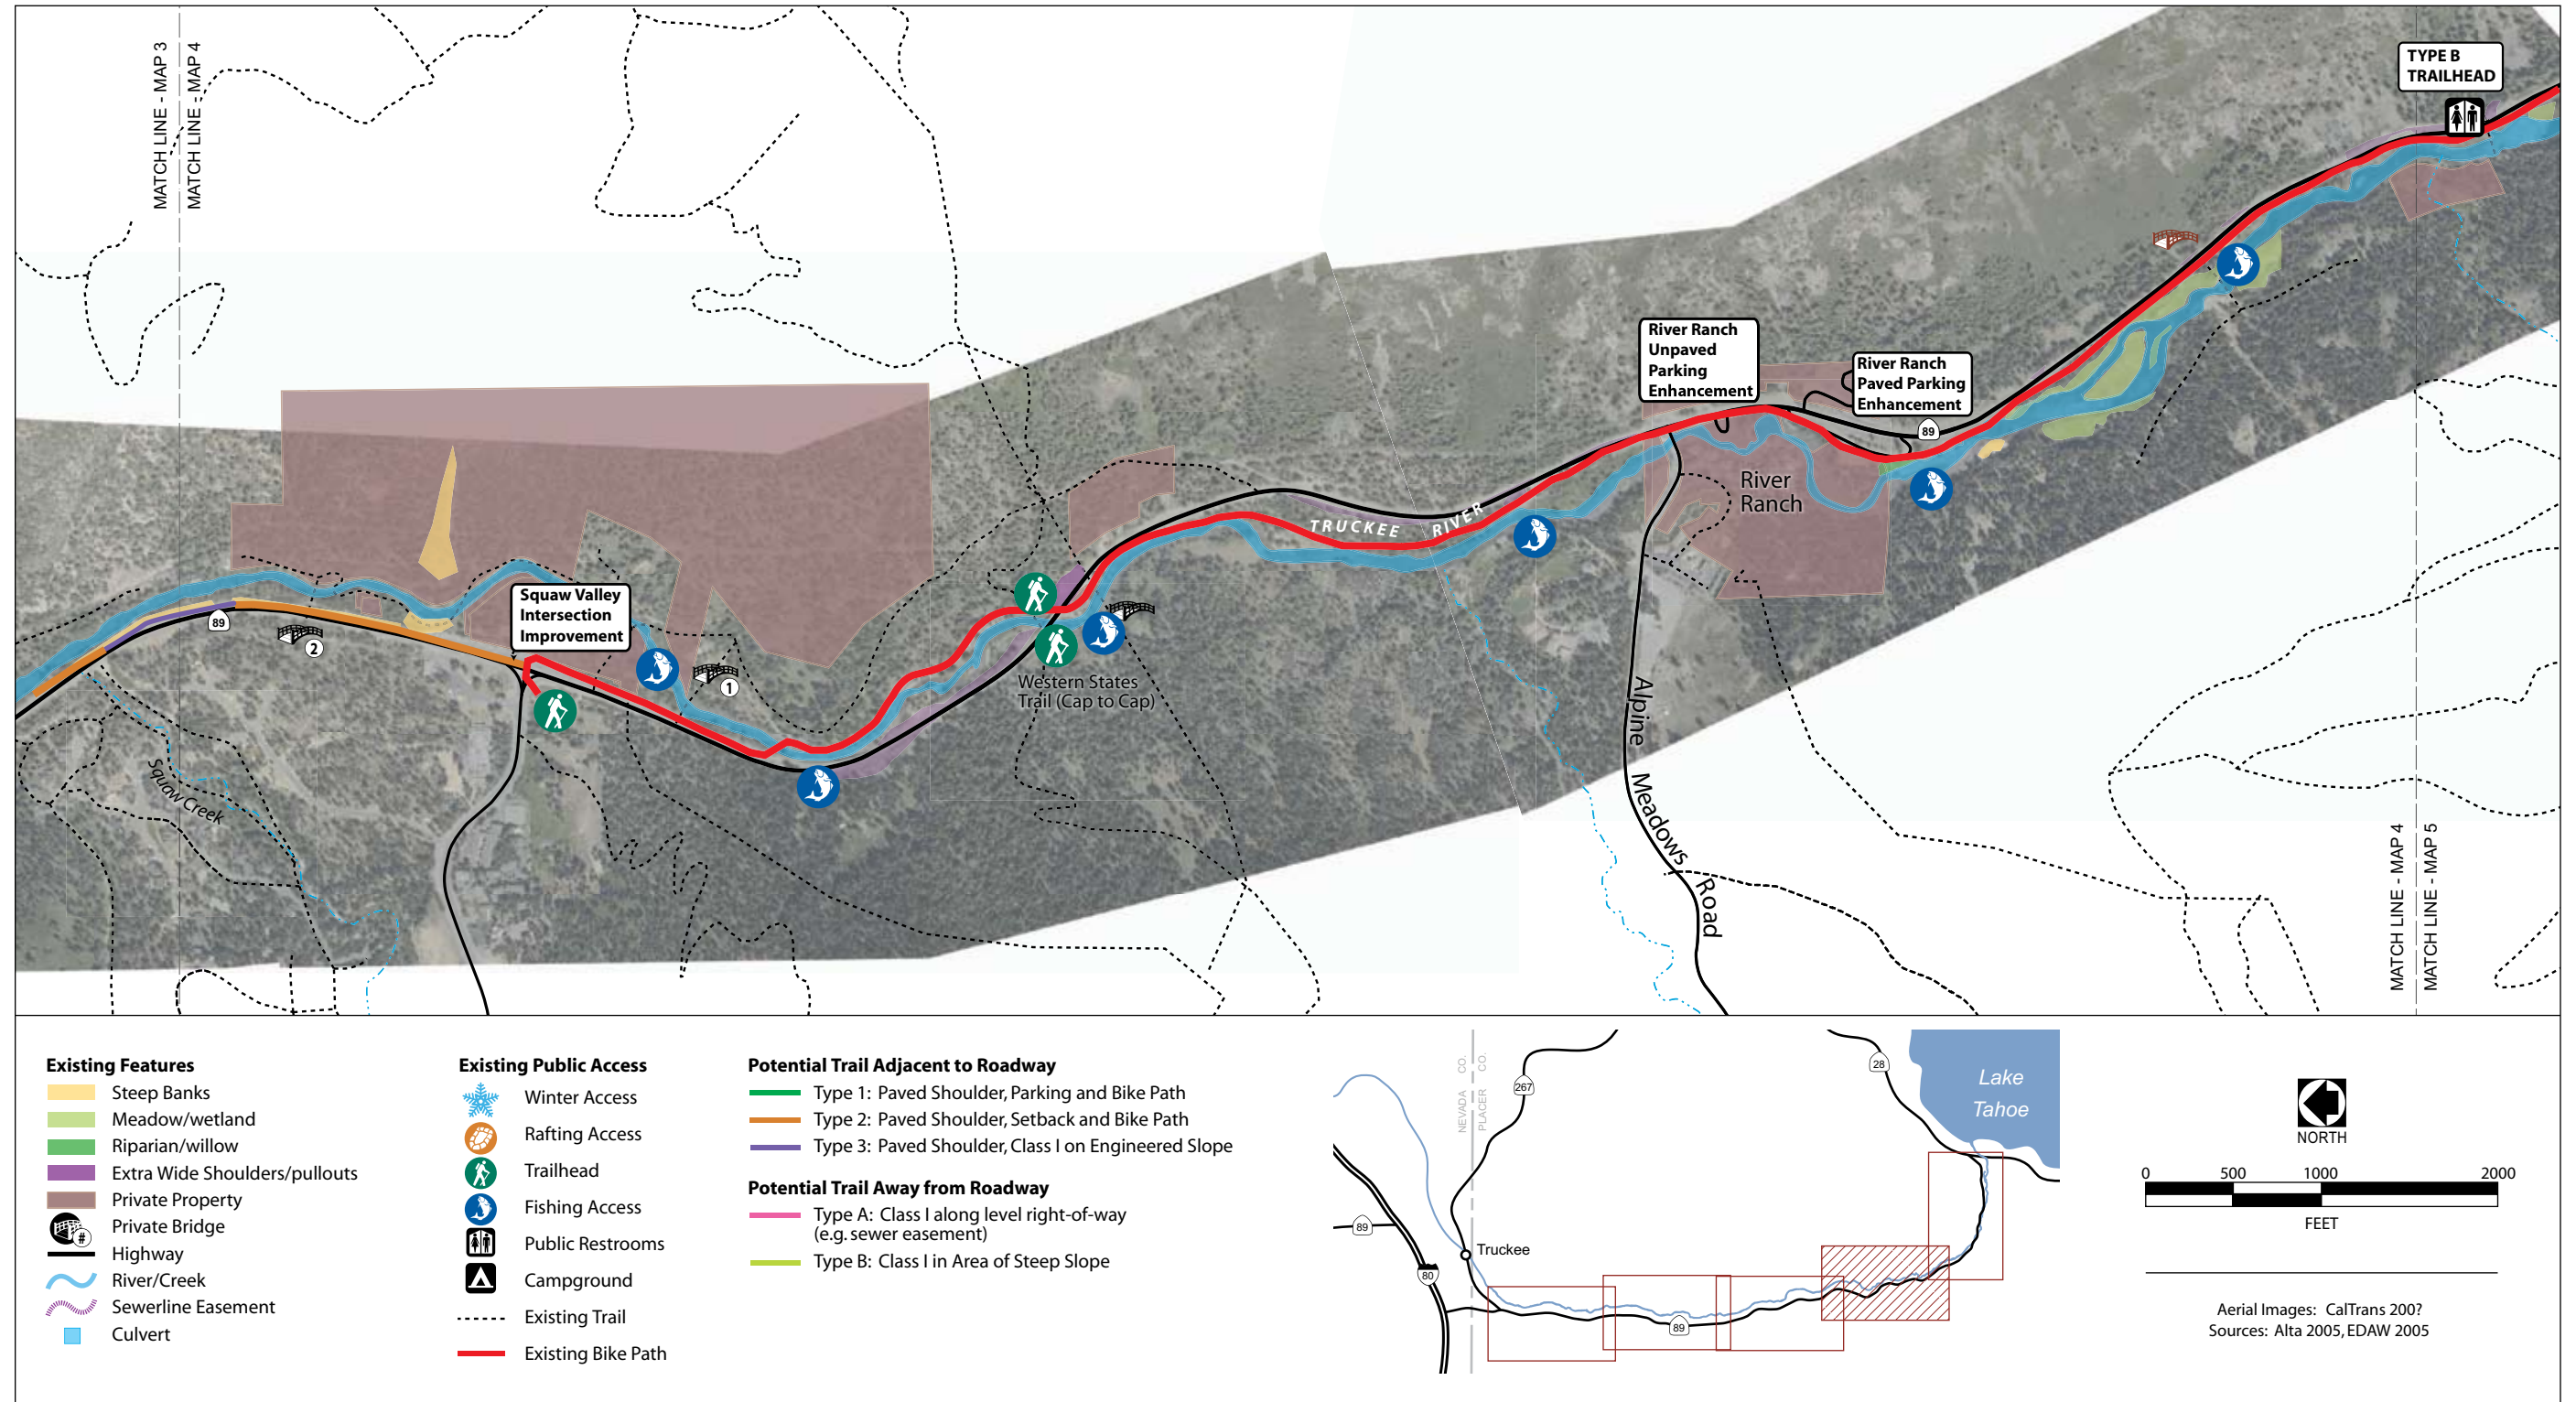 MATCH LINE - MAP 3
MATCH LINE - MAP 4
TYPE B
TRAILHEAD
River Ranch
Unpaved
Parking
Enhancement
River Ranch
Paved Parking
Enhancement
89
River
Ranch
TRUCKEE RIVER
Squaw Valley
Intersection
Improvement
89
2
1
Western States
Trail (Cap to Cap)
Squaw Creek
Alpine Meadows Road
MATCH LINE - MAP 4
MATCH LINE - MAP 5
Existing Features
Steep Banks
Meadow/wetland
Riparian/willow
Extra Wide Shoulders/pullouts
Private Property
#
Private Bridge
Highway
River/Creek
Sewerline Easement
Culvert
Existing Public Access
Winter Access
Rafting Access
Trailhead
Fishing Access
Public Restrooms
Campground
Existing Trail
Existing Bike Path
Potential Trail Adjacent to Roadway
Type 1: Paved Shoulder, Parking and Bike Path
Type 2: Paved Shoulder, Setback and Bike Path
Type 3: Paved Shoulder, Class I on Engineered Slope
Potential Trail Away from Roadway
Type A: Class I along level right-of-way
(e.g. sewer easement)
Type B: Class I in Area of Steep Slope
NEVADA CO.
PLACER CO.
267
28
Lake
Tahoe
89
Truckee
80
89
NORTH
0 500 1000 2000
FEET
Aerial Images: CalTrans 200?
Sources: Alta 2005, EDAW 2005